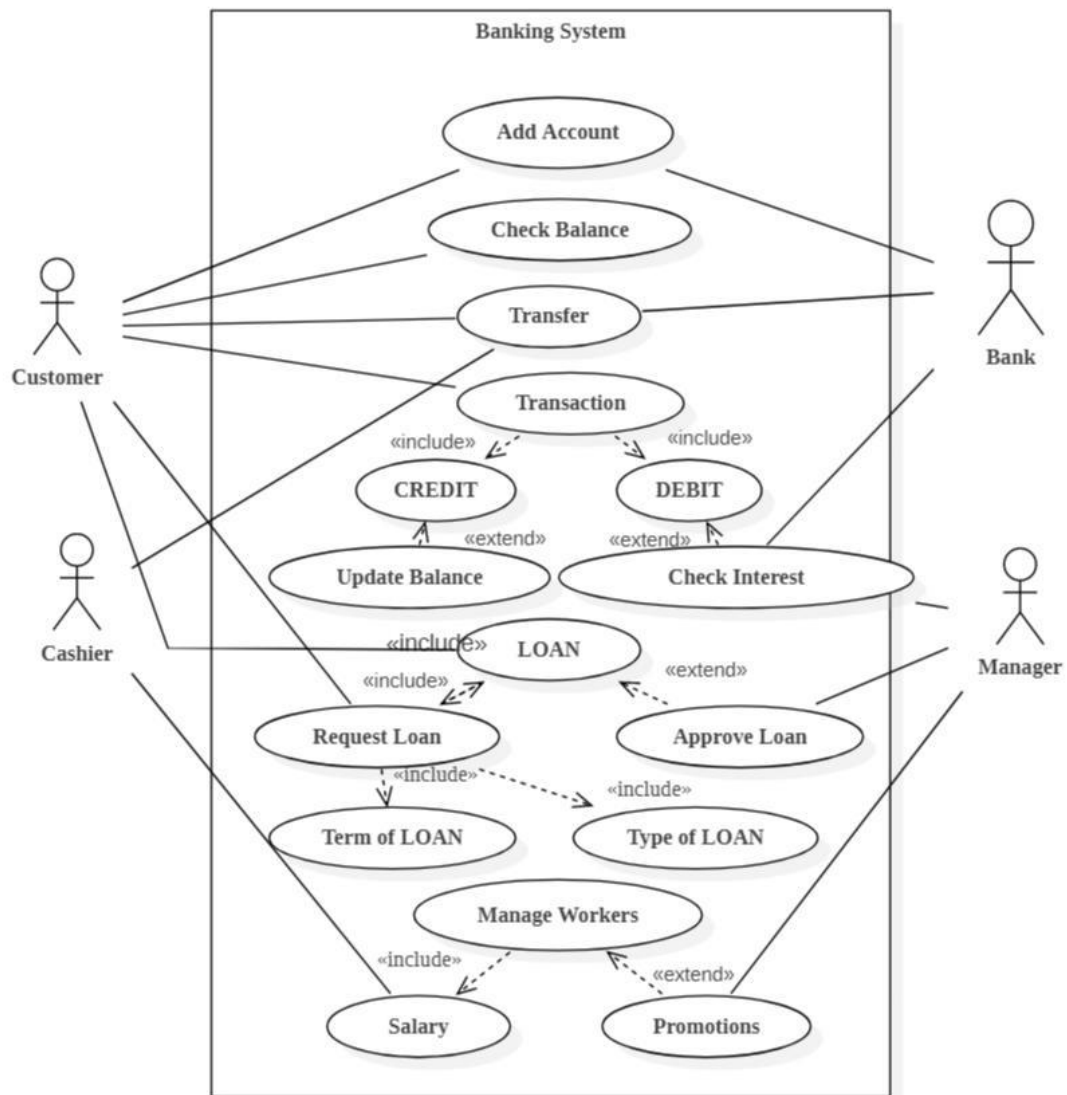 Banking System
Add Account
Check Balance
Transfer
Customer
Bank
Transaction
«include»
«include»
CREDIT
DEBIT
«extend»
«extend»
Update Balance
Check Interest
Cashier
«include»
LOAN
Manager
«include»
«extend»
Request Loan
Approve Loan
«include»
«include»
Term of LOAN
Type of LOAN
Manage Workers
«include»
«extend»
Salary
Promotions